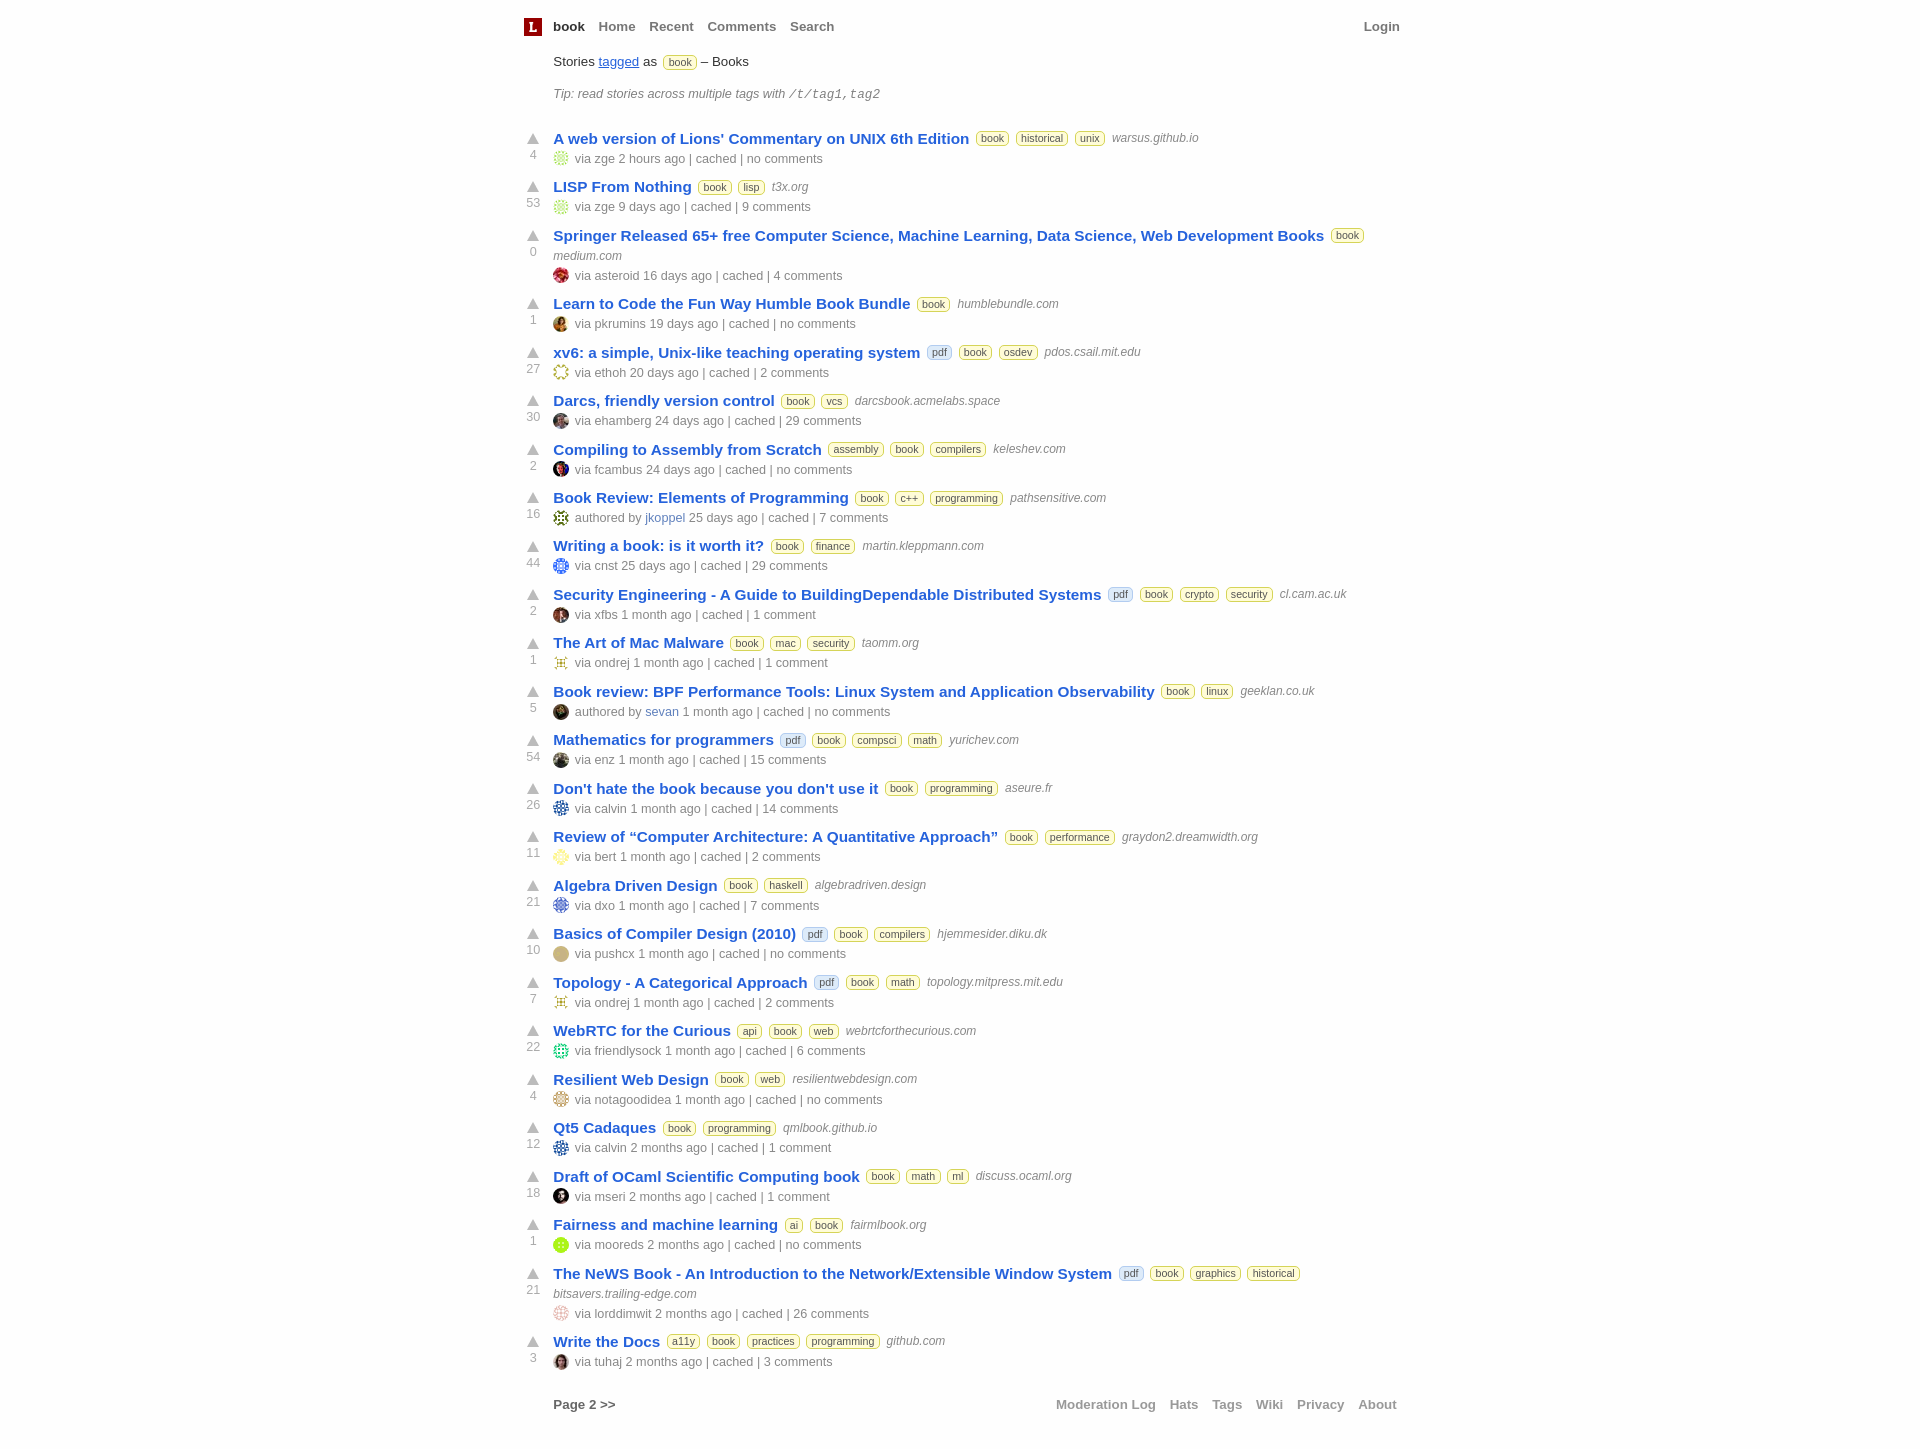 L book Home Recent Comments Search Login
Stories tagged as book – Books
Tip: read stories across multiple tags with /t/tag1,tag2
A web version of Lions' Commentary on UNIX 6th Edition book historical unix warsus.github.io
4 via zge 2 hours ago | cached | no comments
LISP From Nothing book lisp t3x.org
53 via zge 9 days ago | cached | 9 comments
Springer Released 65+ free Computer Science, Machine Learning, Data Science, Web Development Books book
0 medium.com
via asteroid 16 days ago | cached | 4 comments
Learn to Code the Fun Way Humble Book Bundle book humblebundle.com
1 via pkrumins 19 days ago | cached | no comments
xv6: a simple, Unix-like teaching operating system pdf book osdev pdos.csail.mit.edu
27 via ethoh 20 days ago | cached | 2 comments
Darcs, friendly version control book vcs darcsbook.acmelabs.space
30 via ehamberg 24 days ago | cached | 29 comments
Compiling to Assembly from Scratch assembly book compilers keleshev.com
2 via fcambus 24 days ago | cached | no comments
Book Review: Elements of Programming book c++ programming pathsensitive.com
16 authored by jkoppel 25 days ago | cached | 7 comments
Writing a book: is it worth it? book finance martin.kleppmann.com
44 via cnst 25 days ago | cached | 29 comments
Security Engineering - A Guide to BuildingDependable Distributed Systems pdf book crypto security cl.cam.ac.uk
2 via xfbs 1 month ago | cached | 1 comment
The Art of Mac Malware book mac security taomm.org
1 via ondrej 1 month ago | cached | 1 comment
Book review: BPF Performance Tools: Linux System and Application Observability book linux geeklan.co.uk
5 authored by sevan 1 month ago | cached | no comments
Mathematics for programmers pdf book compsci math yurichev.com
54 via enz 1 month ago | cached | 15 comments
Don't hate the book because you don't use it book programming aseure.fr
26 via calvin 1 month ago | cached | 14 comments
Review of “Computer Architecture: A Quantitative Approach” book performance graydon2.dreamwidth.org
11 via bert 1 month ago | cached | 2 comments
Algebra Driven Design book haskell algebradriven.design
21 via dxo 1 month ago | cached | 7 comments
Basics of Compiler Design (2010) pdf book compilers hjemmesider.diku.dk
10 via pushcx 1 month ago | cached | no comments
Topology - A Categorical Approach pdf book math topology.mitpress.mit.edu
7 via ondrej 1 month ago | cached | 2 comments
WebRTC for the Curious api book web webrtcforthecurious.com
22 via friendlysock 1 month ago | cached | 6 comments
Resilient Web Design book web resilientwebdesign.com
4 via notagoodidea 1 month ago | cached | no comments
Qt5 Cadaques book programming qmlbook.github.io
12 via calvin 2 months ago | cached | 1 comment
Draft of OCaml Scientific Computing book book math ml discuss.ocaml.org
18 via mseri 2 months ago | cached | 1 comment
Fairness and machine learning ai book fairmlbook.org
1 via mooreds 2 months ago | cached | no comments
The NeWS Book - An Introduction to the Network/Extensible Window System pdf book graphics historical
21 bitsavers.trailing-edge.com
via lorddimwit 2 months ago | cached | 26 comments
Write the Docs a11y book practices programming github.com
3 via tuhaj 2 months ago | cached | 3 comments
Page 2 >> Moderation Log Hats Tags Wiki Privacy About